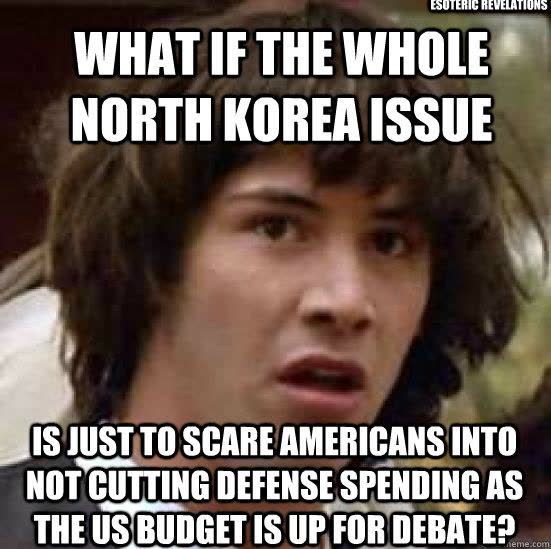 ESOTERIC REVELATIONS
WHAT IF THE WHOLE
NORTH KOREA ISSUE
IS JUST TO SCARE AMERICANS INTO
NOT CUTTING DEFENSE SPENDING AS
THE US BUDGET IS UP FOR DEBATE?
meme.com